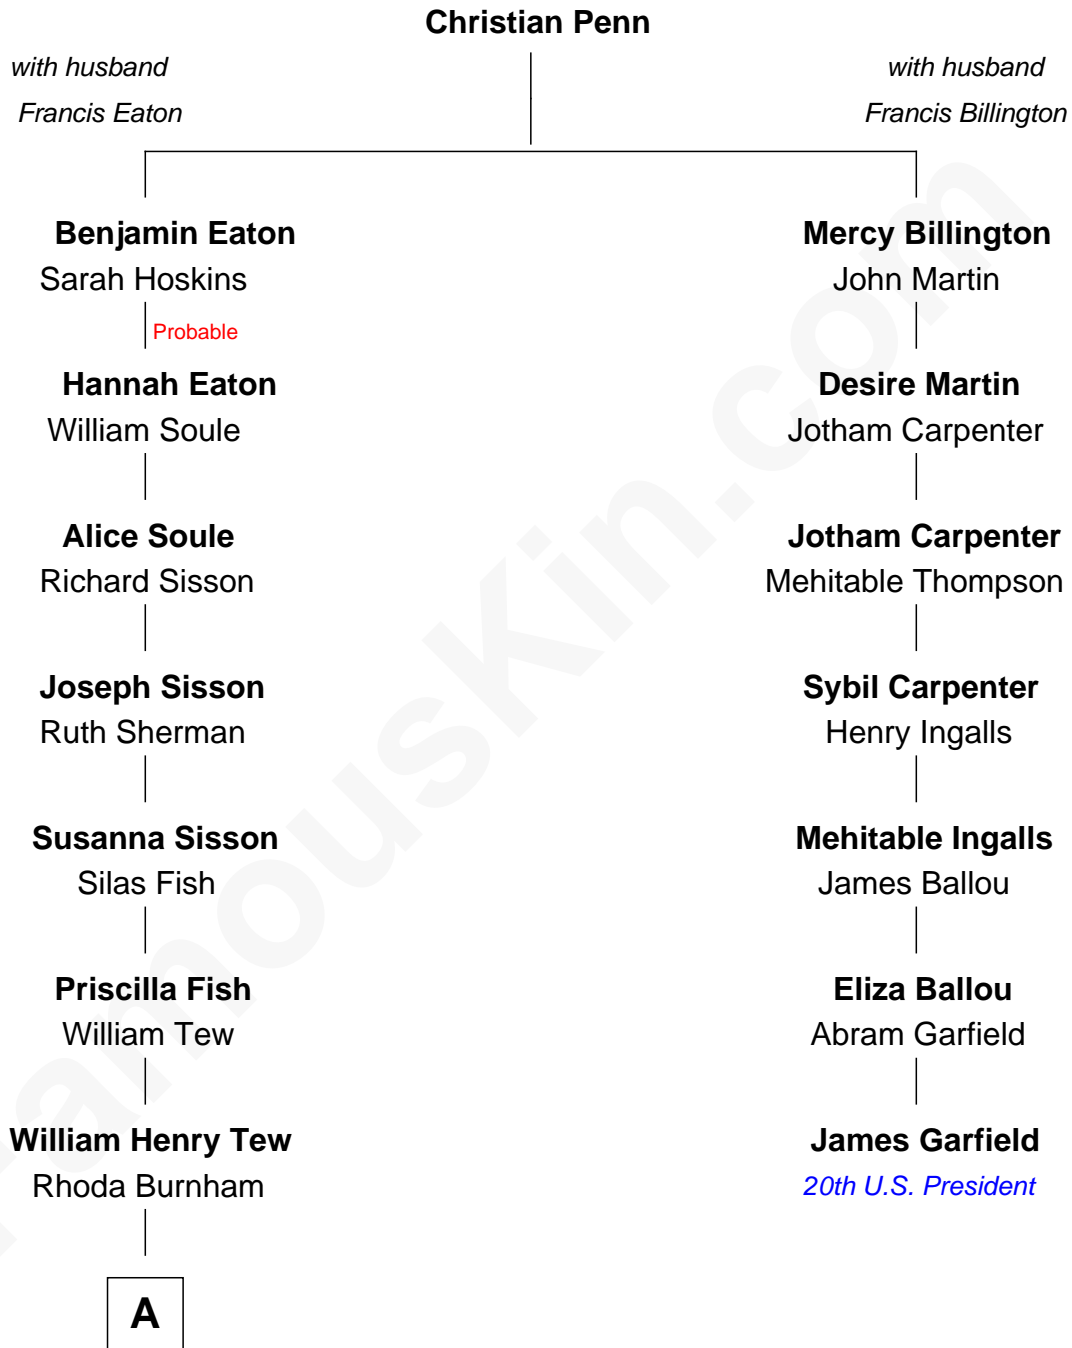 Christian Penn
with husband
Francis Eaton
with husband
Francis Billington
Benjamin Eaton
Sarah Hoskins
Probable
Hannah Eaton
William Soule
Alice Soule
Richard Sisson
Joseph Sisson
Ruth Sherman
Susanna Sisson
Silas Fish
Priscilla Fish
William Tew
William Henry Tew
Rhoda Burnham
A
Mercy Billington
John Martin
Desire Martin
Jotham Carpenter
Jotham Carpenter
Mehitable Thompson
Sybil Carpenter
Henry Ingalls
Mehitable Ingalls
James Ballou
Eliza Ballou
Abram Garfield
James Garfield
20th U.S. President
FamousKin.com